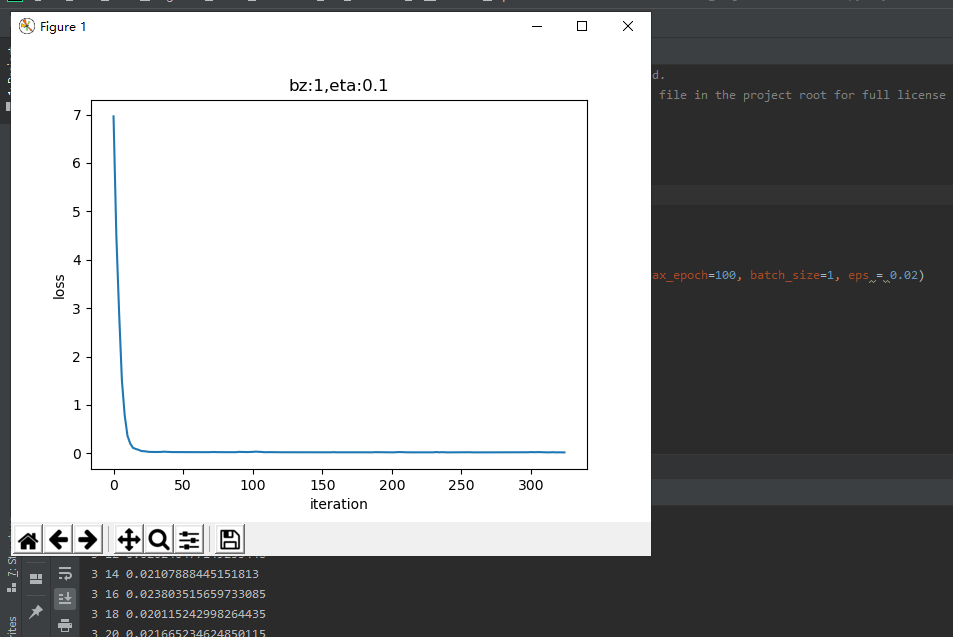 Figure 1
bz:1,eta:0.1
d.
file in the project root for full license
ax_epoch=100, batch_size=1, eps = 0.02)
7
6
5
4
3
2
1
0
loss
0 50 100 150 200 250 300
iteration
3 14 0.02107888445151813
3 16 0.023803515659733085
3 18 0.020115242998264435
3 20 0.021665234624850115